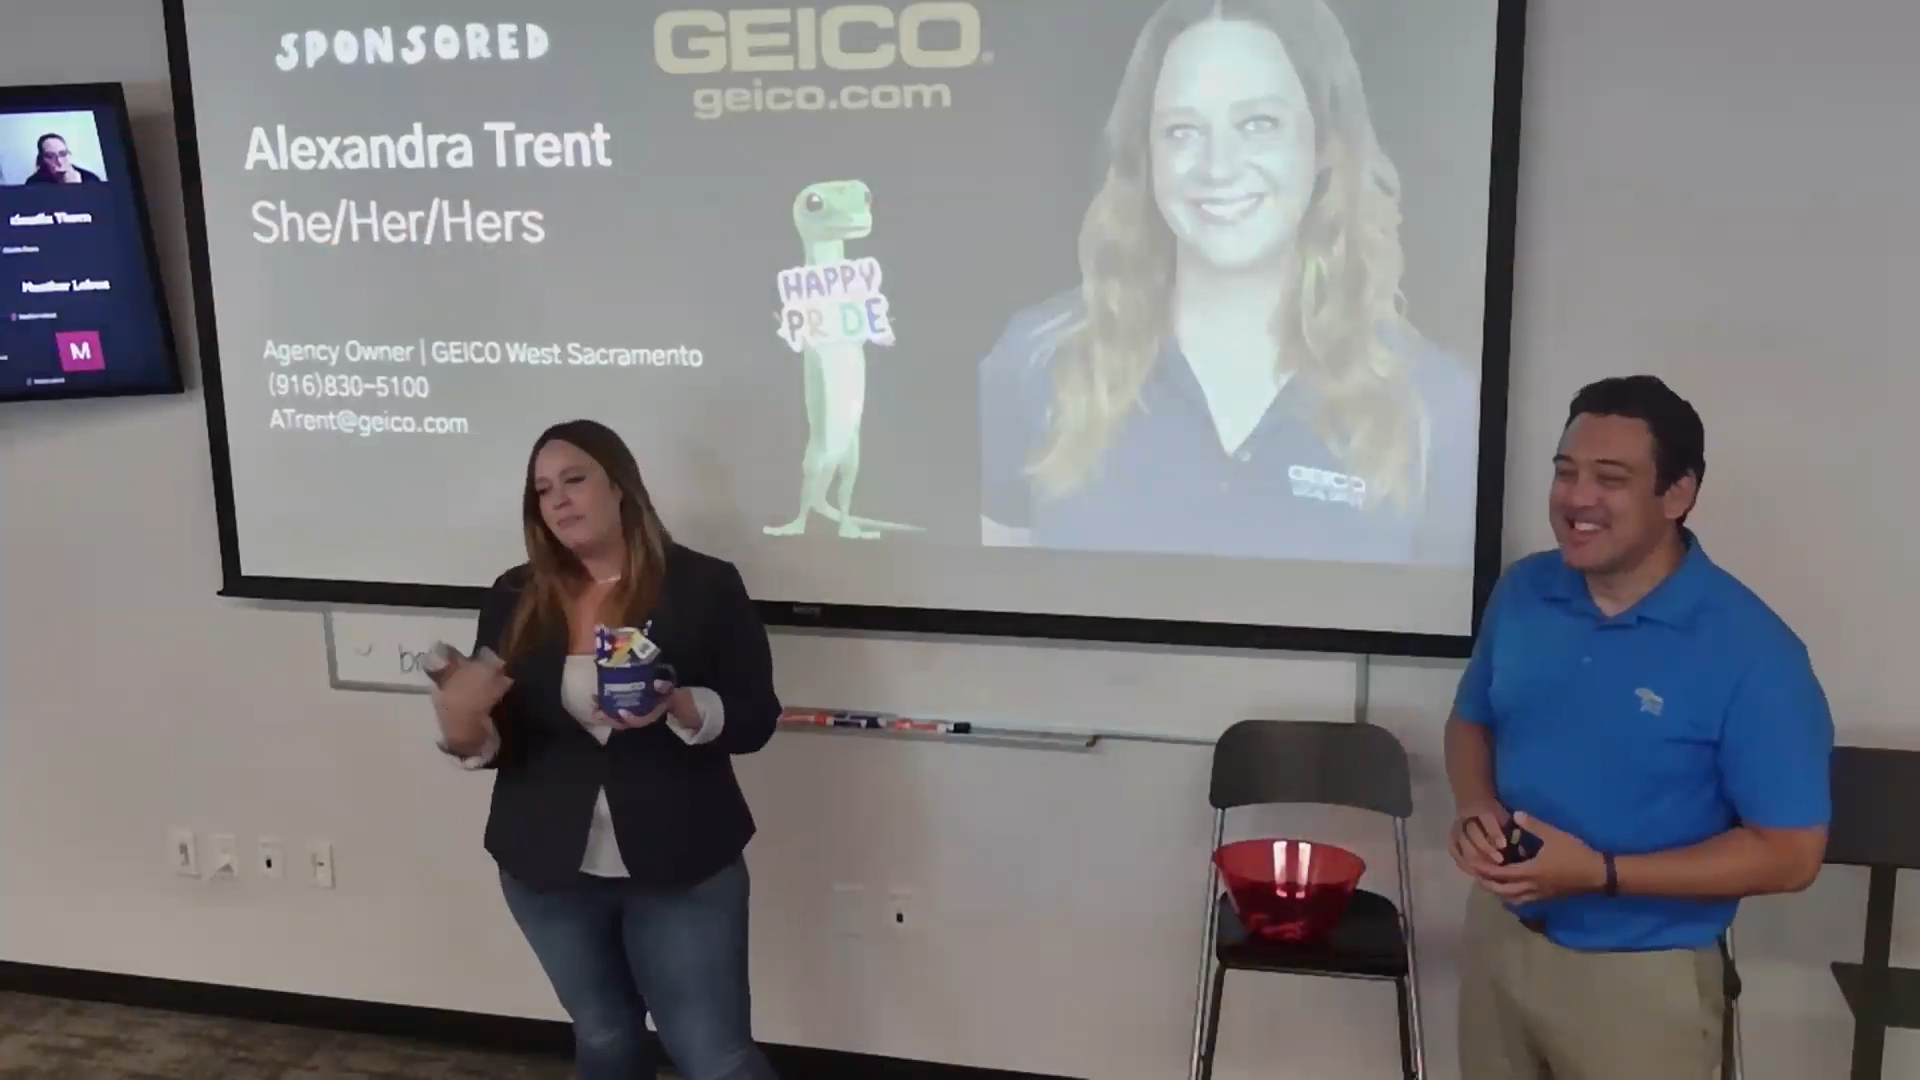 SPONSORED
GEICO.
geico.com
Alexandra Trent
She/Her/Hers
HAPPY
PRIDE
Agency Owner | GEICO West Sacramento
(916)830-5100
ATrent@geico.com
GEICO
M